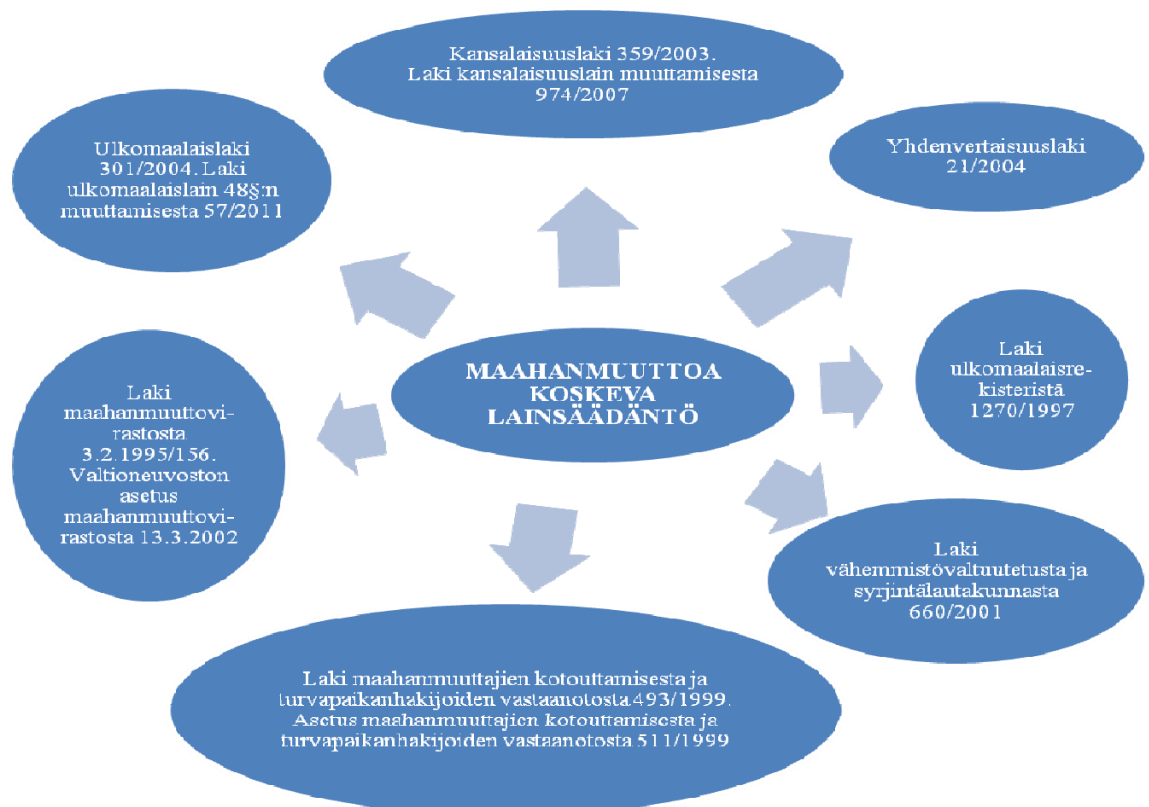 Kansalaisuuslaki 359/2003.
Laki kansalaisuuslain muuttamisesta
974/2007
Ulkomaalaislaki
301/2004. Laki
ulkomaalaislain 48§:n
muuttamisesta 57/2011
Yhdenvertaisuuslaki
21/2004
MAAHANMUUTTOA
KOSKEVA
LAINSÄÄDÄNTÖ
Laki
ulkomaalaisre-
kisteristä
1270/1997
Laki
maahanmuuttovi-
rastosta
3.2.1995/156.
Valtioneuvoston
asetus
maahanmuuttovi-
rastosta 13.3.2002
Laki
vähemmistövaltuutetusta ja
syrjintälautakunnasta
660/2001
Laki maahanmuuttajien kotouttamisesta ja
turvapaikanhakijoiden vastaanotosta 493/1999.
Asetus maahanmuuttajien kotouttamisesta ja
turvapaikanhakijoiden vastaanotosta 511/1999